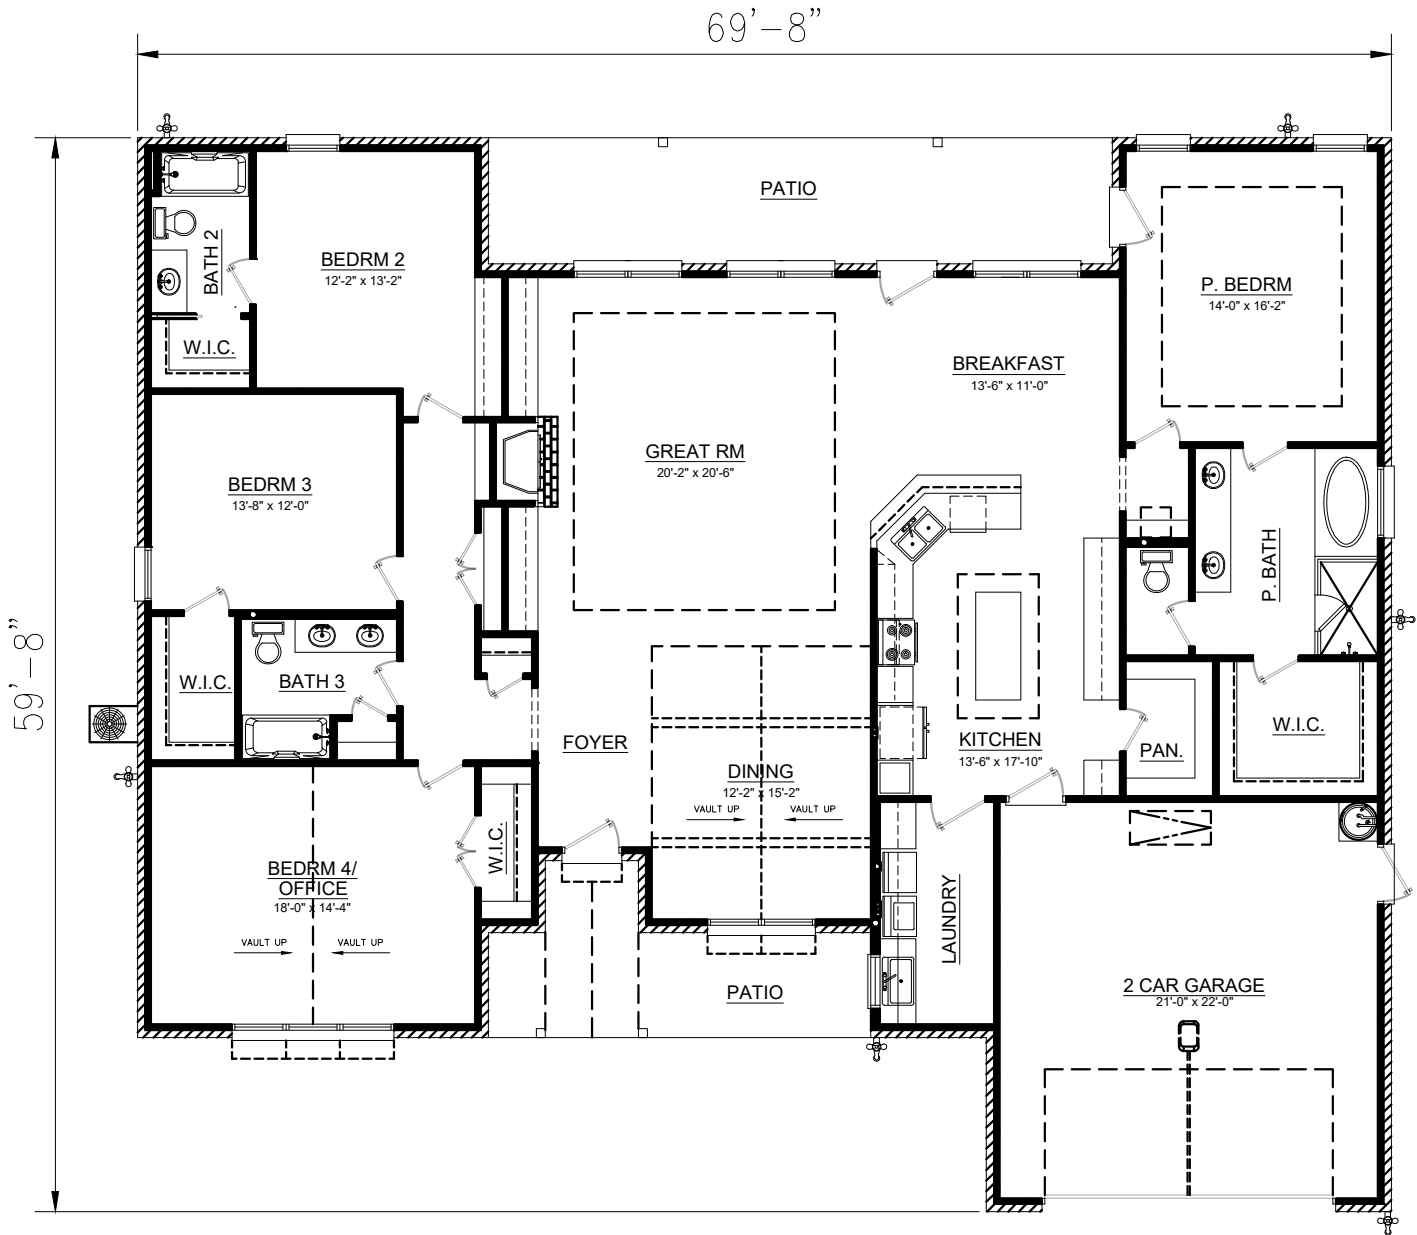 69'-8"
PATIO
BATH 2
BEDRM 2
12'-2" x 13'-2"
W.I.C.
P. BEDRM
14'-0" x 16'-2"
BREAKFAST
13'-6" x 11'-0"
GREAT RM
20'-2" x 20'-6"
BEDRM 3
13'-8" x 12'-0"
P. BATH
59'-8"
W.I.C.
BATH 3
FOYER
DINING
12'-2" x 15'-2"
VAULT UP
VAULT UP
KITCHEN
13'-6" x 17'-10"
PAN.
W.I.C.
W.I.C.
BEDRM 4/
OFFICE
18'-0" x 14'-4"
VAULT UP
VAULT UP
LAUNDRY
PATIO
2 CAR GARAGE
21'-0" x 22'-0"